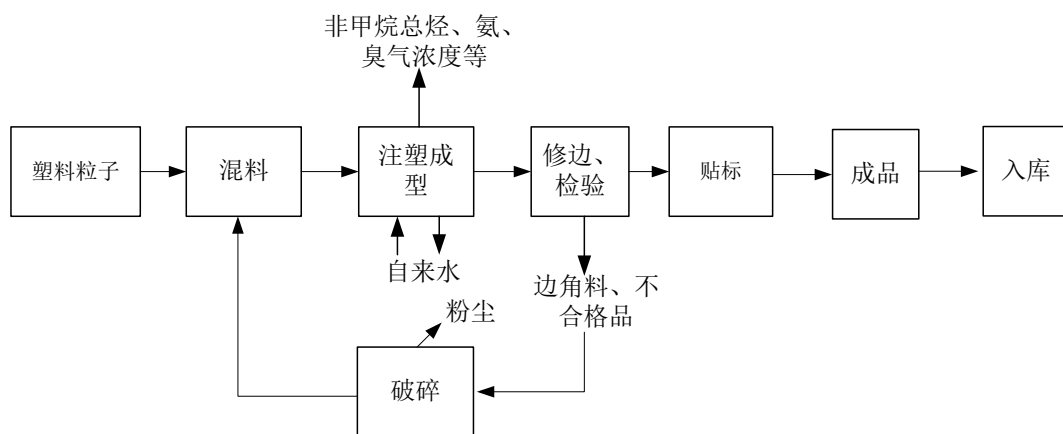 非甲烷总烃、氨、
臭气浓度等
塑料粒子
混料
注塑成
型
修边、
检验
贴标
成品
入库
自来水
边角料、不
合格品
粉尘
破碎